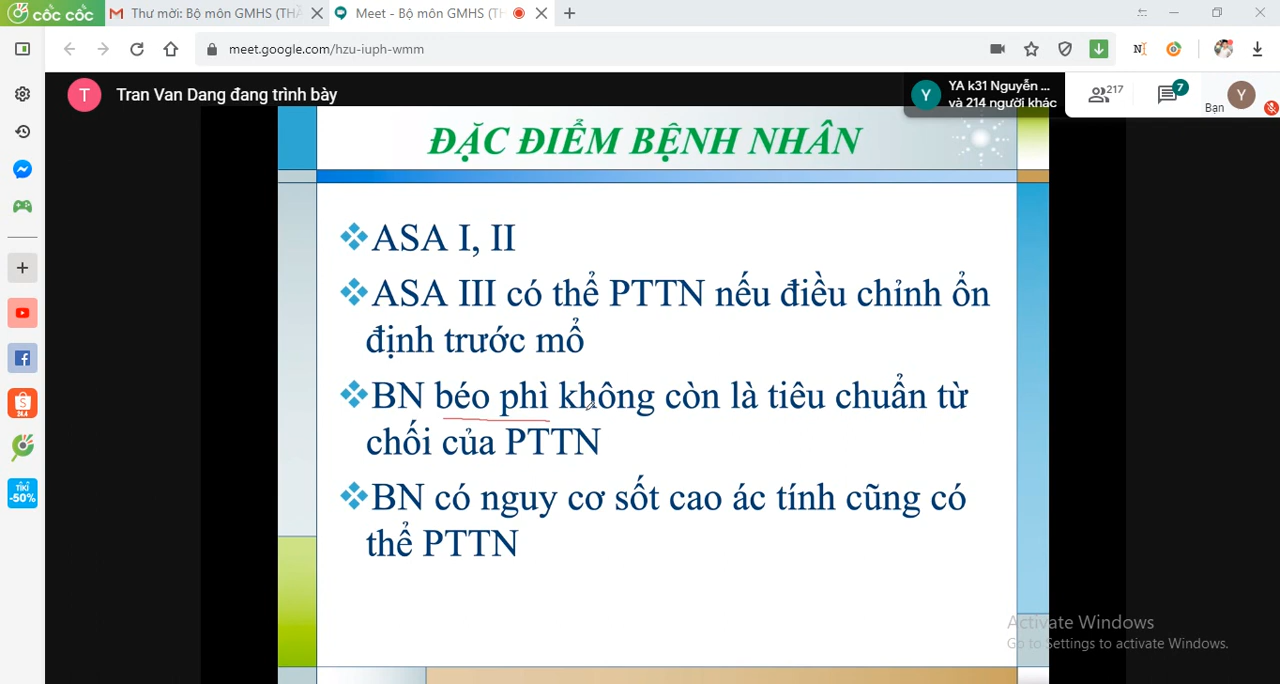 cốc cốc
Thư mời: Bộ môn GMHS (TH
Meet - Bộ môn GMHS (TH
meet.google.com/hzu-iuph-wmm
T
Tran Van Dang đang trình bày
Y
YA k31 Nguyễn ...
và 214 người khác
217
7
Bạn
Y
ĐẶC ĐIỂM BỆNH NHÂN
ASA I, II
ASA III có thể PTTN nếu điều chỉnh ổn
định trước mổ
BN béo phì không còn là tiêu chuẩn từ
chối của PTTN
BN có nguy cơ sốt cao ác tính cũng có
thể PTTN
TIKI
-50%
Activate Windows
Go to Settings to activate Windows.